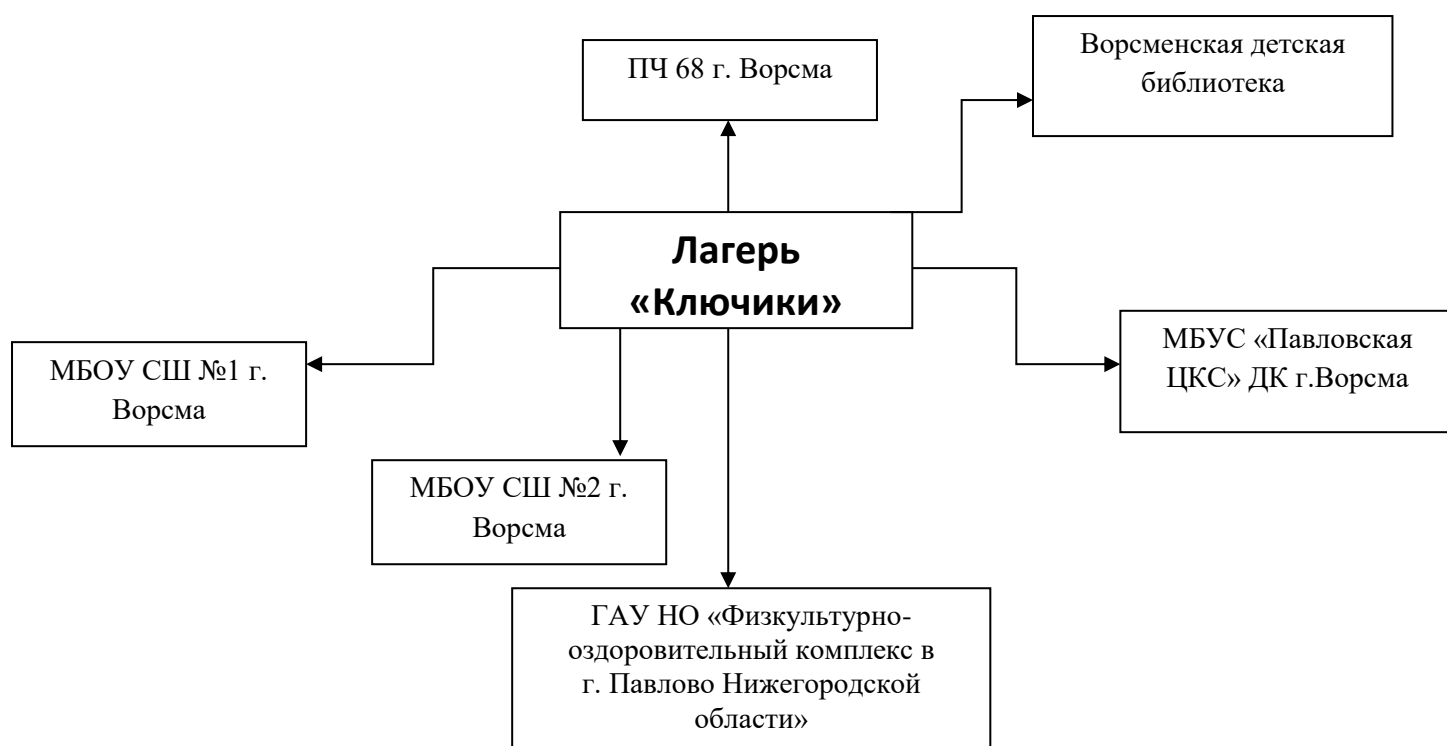 ПЧ 68 г. Ворсма
Ворсменская детская
библиотека
Лагерь
«Ключики»
МБОУ СШ №1 г.
Ворсма
МБУС «Павловская
ЦКС» ДК г.Ворсма
МБОУ СШ №2 г.
Ворсма
ГАУ НО «Физкультурно-
оздоровительный комплекс в
г. Павлово Нижегородской
области»